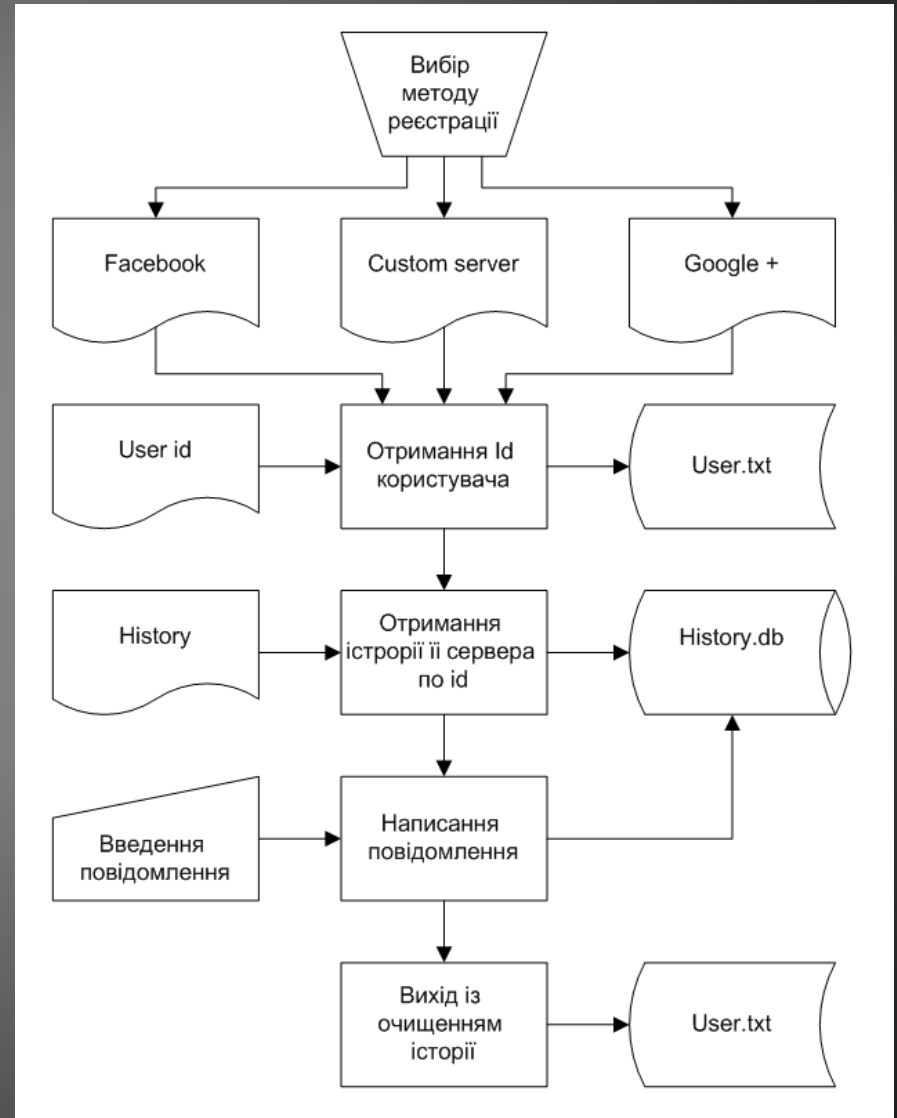 Вибір
методу
реєстрації
Facebook
Custom server
Google +
User id
Отримання Id
користувача
User.txt
History
Отримання
істрорії її сервера
по id
History.db
Введення
повідомлення
Написання
повідомлення
Вихід із
очищенням
історії
User.txt